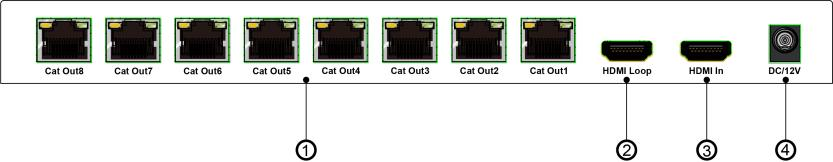 Cat Out8 Cat Out7 Cat Out6 Cat Out5 Cat Out4 Cat Out3 Cat Out2 Cat Out1 HDMI Loop HDMI In DC/12V
① ② ③ ④